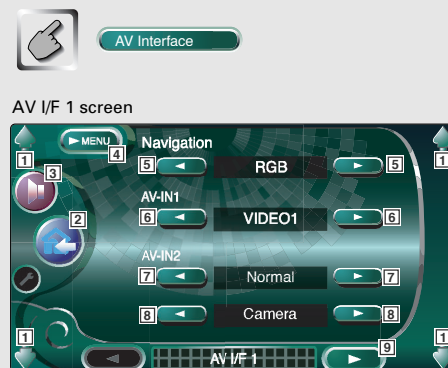 AV Interface
AV I/F 1 screen
► MENU
1
1
3
4
Navigation
5 ◄ RGB ► 5
2
AV-IN1
6 ◄ VIDEO1 ► 6
AV-IN2
7 ◄ Normal ► 7
8 ◄ Camera ► 8
1
1
9
◄ AV I/F 1 ►